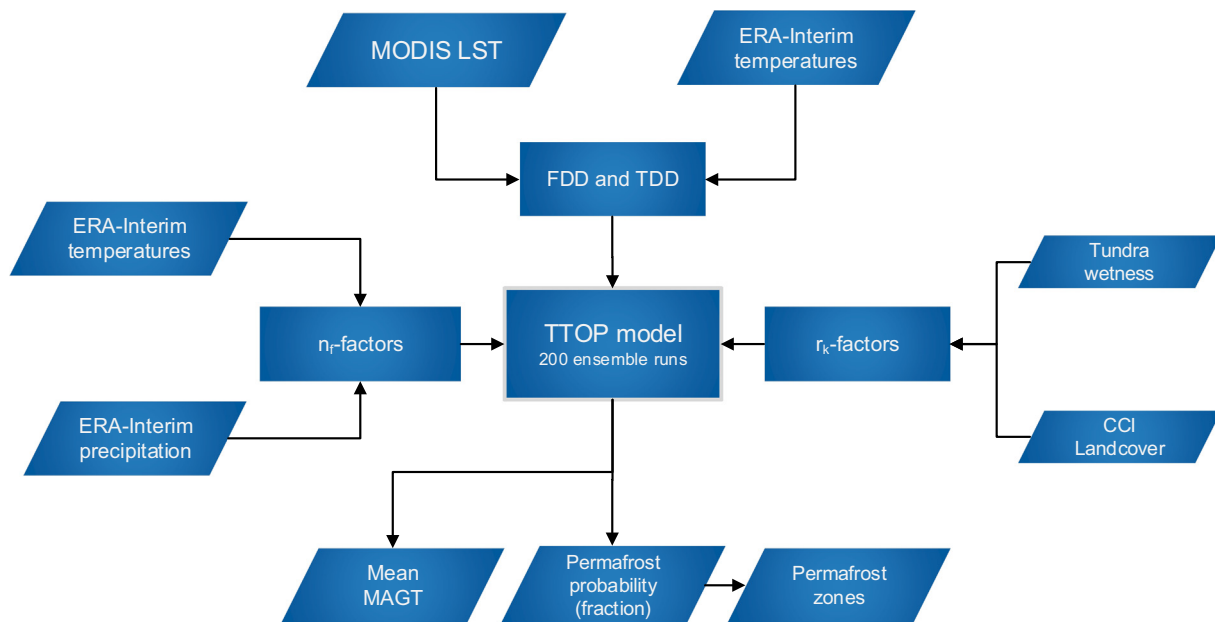 MODIS LST
ERA-Interim
temperatures
FDD and TDD
ERA-Interim
temperatures
Tundra
wetness
nf-factors
TTOP model
200 ensemble runs
rk-factors
ERA-Interim
precipitation
CCI
Landcover
Mean
MAGT
Permafrost
probability
(fraction)
Permafrost
zones